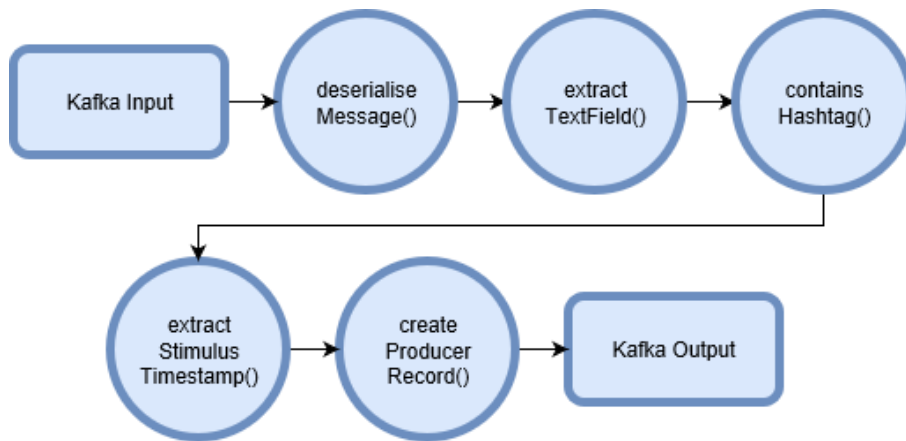 Kafka Input
deserialise
Message()
extract
TextField()
contains
Hashtag()
extract
Stimulus
Timestamp()
create
Producer
Record()
Kafka Output